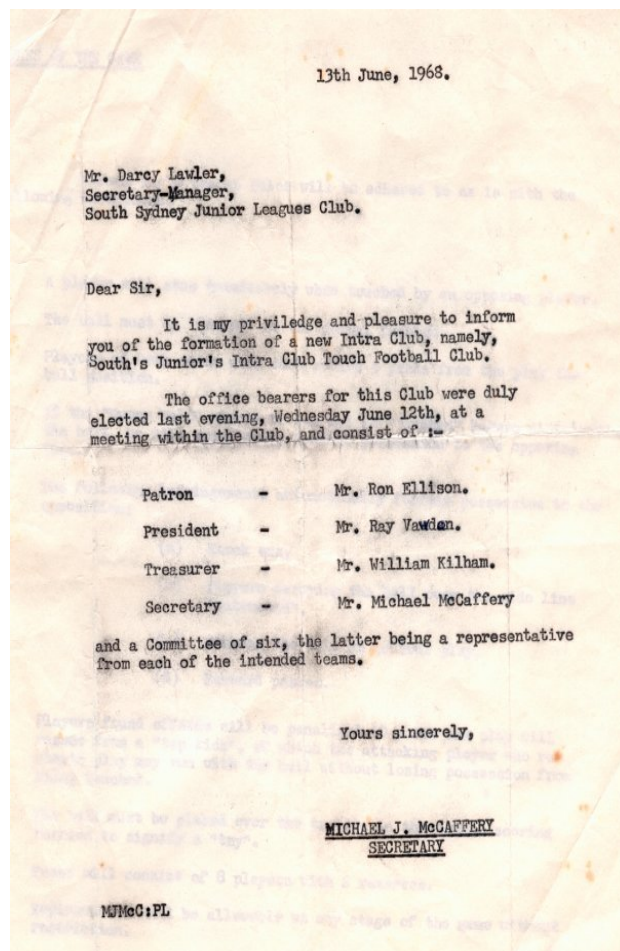 13th June, 1968.
Mr. Darcy Lawler,
Secretary-Manager,
South Sydney Junior Leagues Club.
Dear Sir,
It is my priviledge and pleasure to inform
you of the formation of a new Intra Club, namely,
South's Junior's Intra Club Touch Football Club.
The office bearers for this Club were duly
elected last evening, Wednesday June 12th, at a
meeting within the Club, and consist of :-
Patron - Mr. Ron Ellison.
President - Mr. Ray Vawdon.
Treasurer - Mr. William Kilham.
Secretary - Mr. Michael McCaffery
and a Committee of six, the latter being a representative
from each of the intended teams.
Yours sincerely,
MICHAEL J. McCAFFERY
SECRETARY
MJMcC:PL